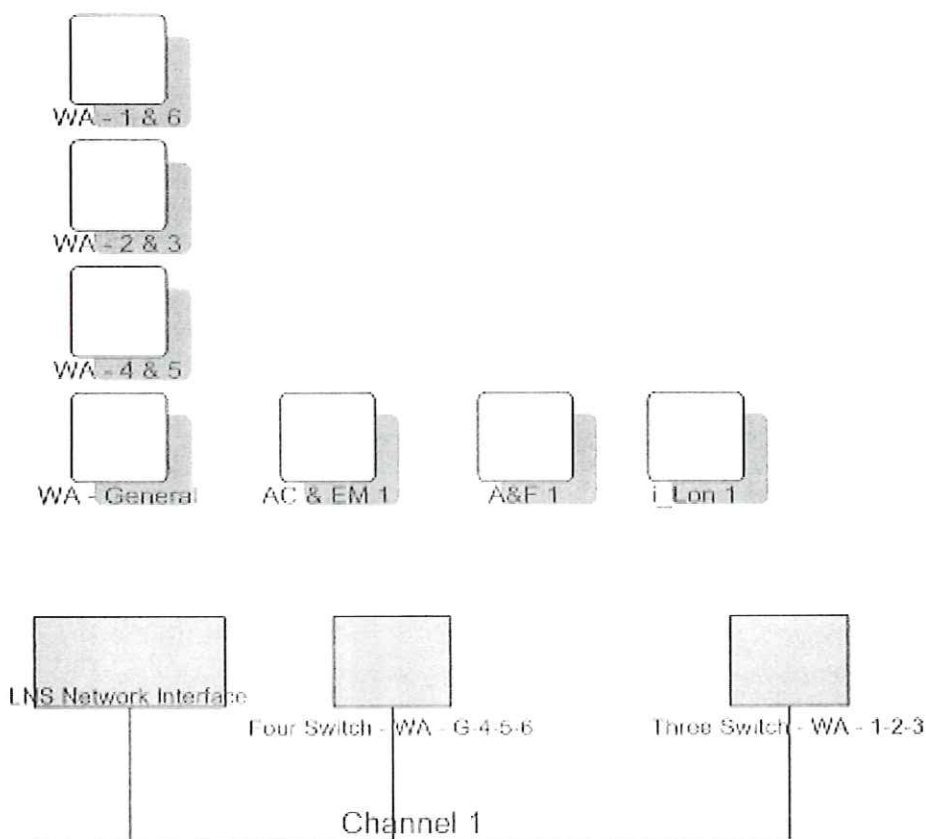 WA - 1 & 6
WA - 2 & 3
WA - 4 & 5
WA - General
AC & EM 1
A&F 1
i_Lon 1
LNS Network Interface
Four Switch - WA - G-4-5-6
Three Switch - WA - 1-2-3
Channel 1